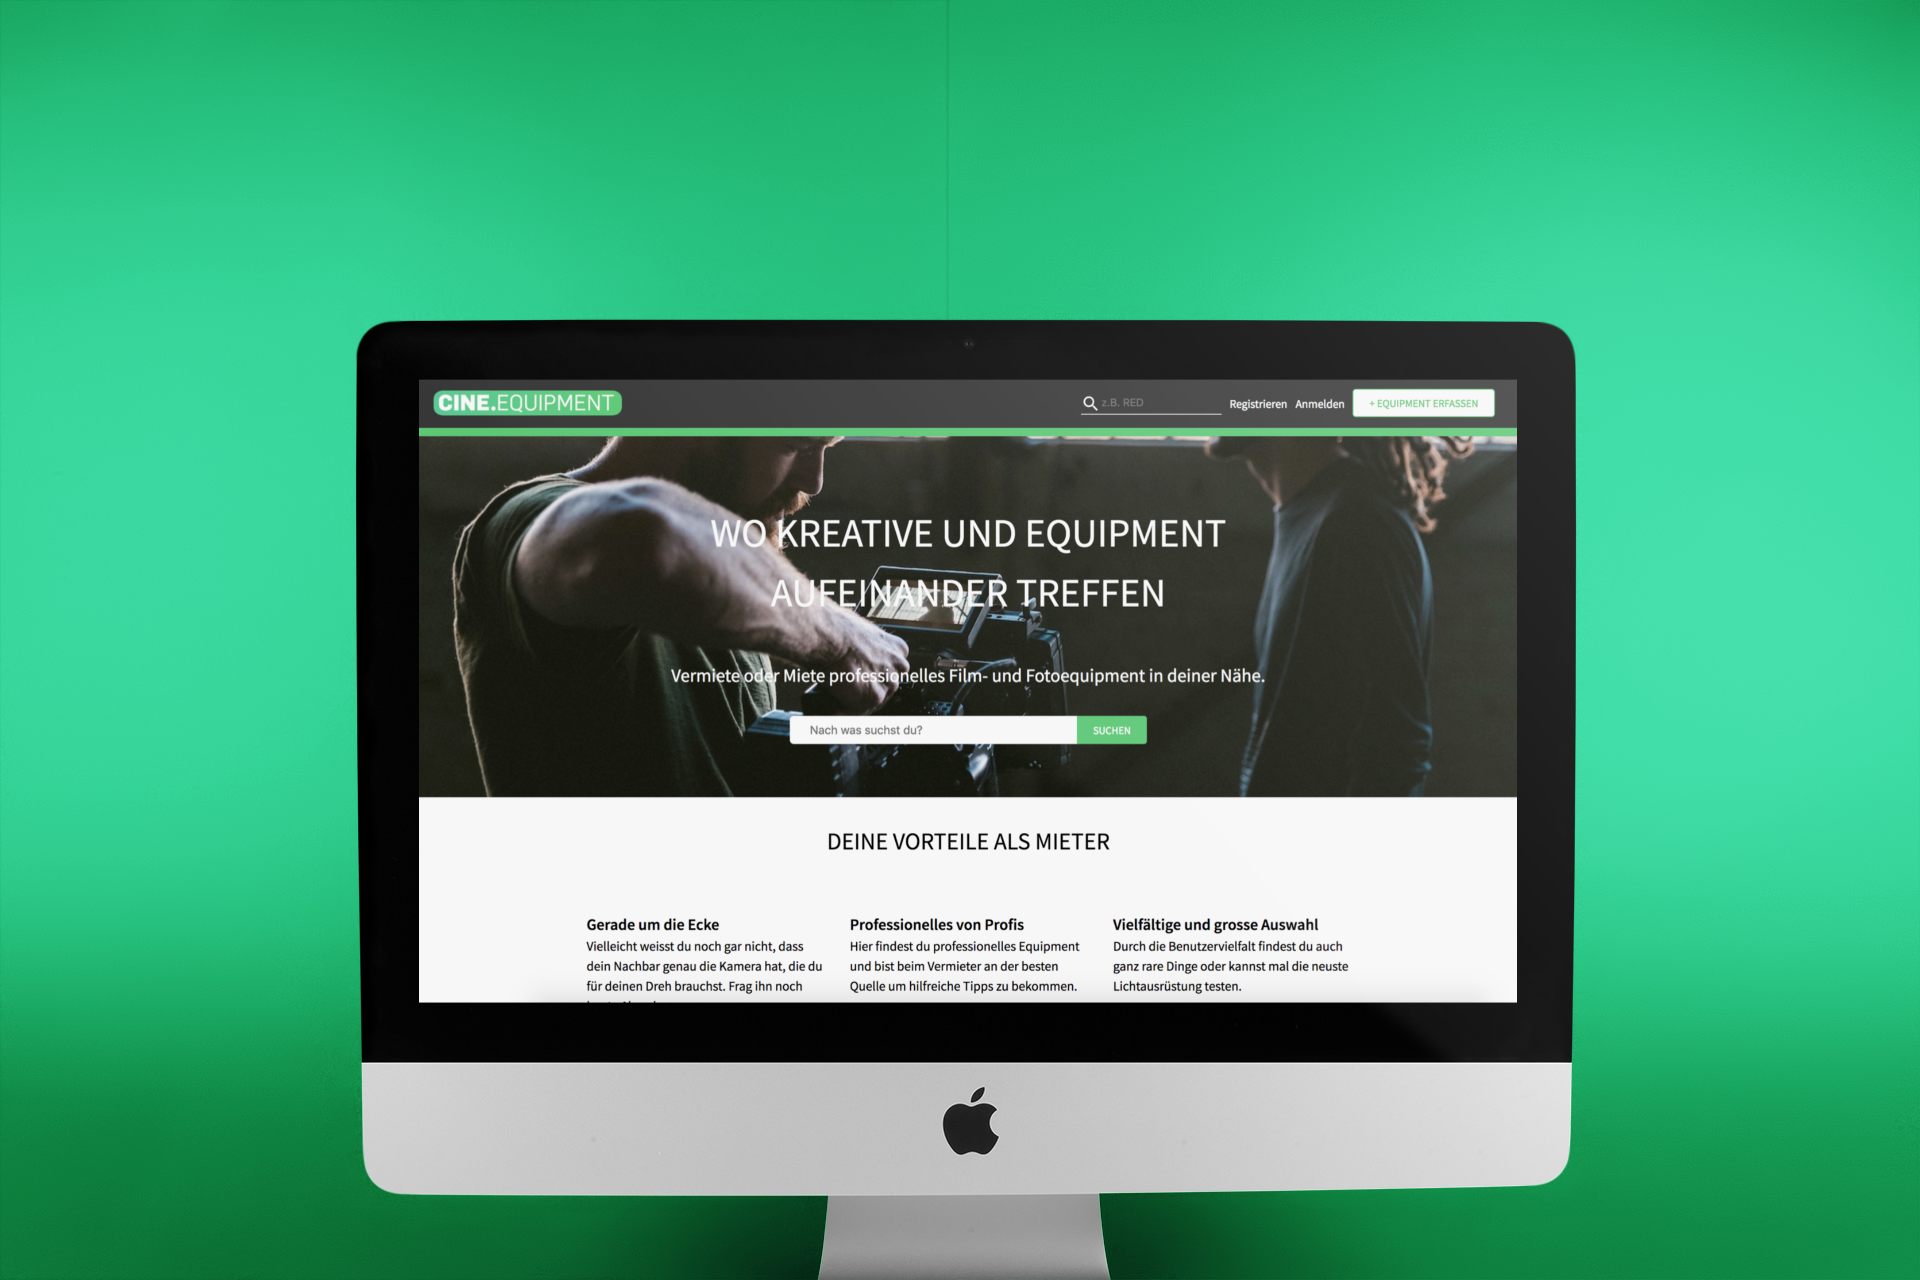 CINE.EQUIPMENT
z.B. RED
Registrieren
Anmelden
+ EQUIPMENT ERFASSEN
WO KREATIVE UND EQUIPMENT
AUFEINANDER TREFFEN
Vermiete oder Miete professionelles Film- und Fotoequipment in deiner Nähe.
Nach was suchst du?
SUCHEN
DEINE VORTEILE ALS MIETER
Gerade um die Ecke
Vielleicht weisst du noch gar nicht, dass
dein Nachbar genau die Kamera hat, die du
für deinen Dreh brauchst. Frag ihn noch
Professionelles von Profis
Hier findest du professionelles Equipment
und bist beim Vermieter an der besten
Quelle um hilfreiche Tipps zu bekommen.
Vielfältige und grosse Auswahl
Durch die Benutzervielfalt findest du auch
ganz rare Dinge oder kannst mal die neuste
Lichtausrüstung testen.